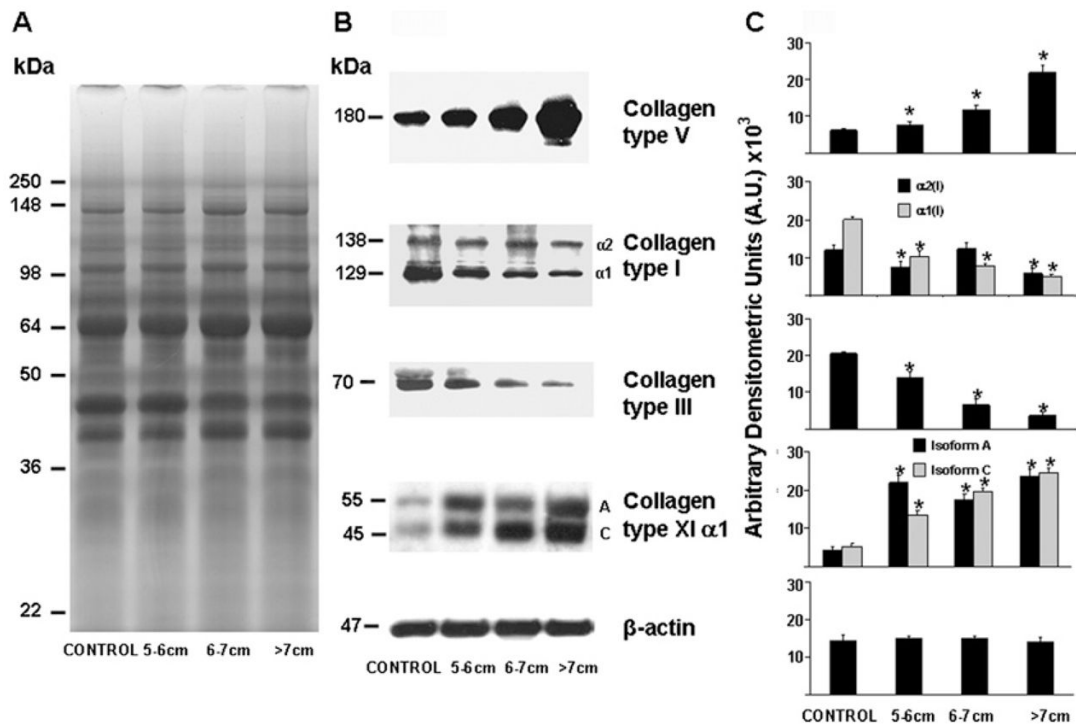 A
kDa
250
148
98
64
50
36
22
CONTROL 5-6cm 6-7cm >7cm
B
kDa
180
Collagen
type V
138
129
α2
α1
Collagen
type I
70
Collagen
type III
55
45
A
C
Collagen
type XI α1
47
β-actin
CONTROL 5-6cm 6-7cm >7cm
C
Arbitrary Densitometric Units (A.U.) x10³
30
20
10
* * *
30
20
10
α2(I)
α1(I)
* * * * *
30
20
10
* * *
30
20
10
Isoform A
Isoform C
* * * * * *
30
20
10
CONTROL 5-6cm 6-7cm >7cm